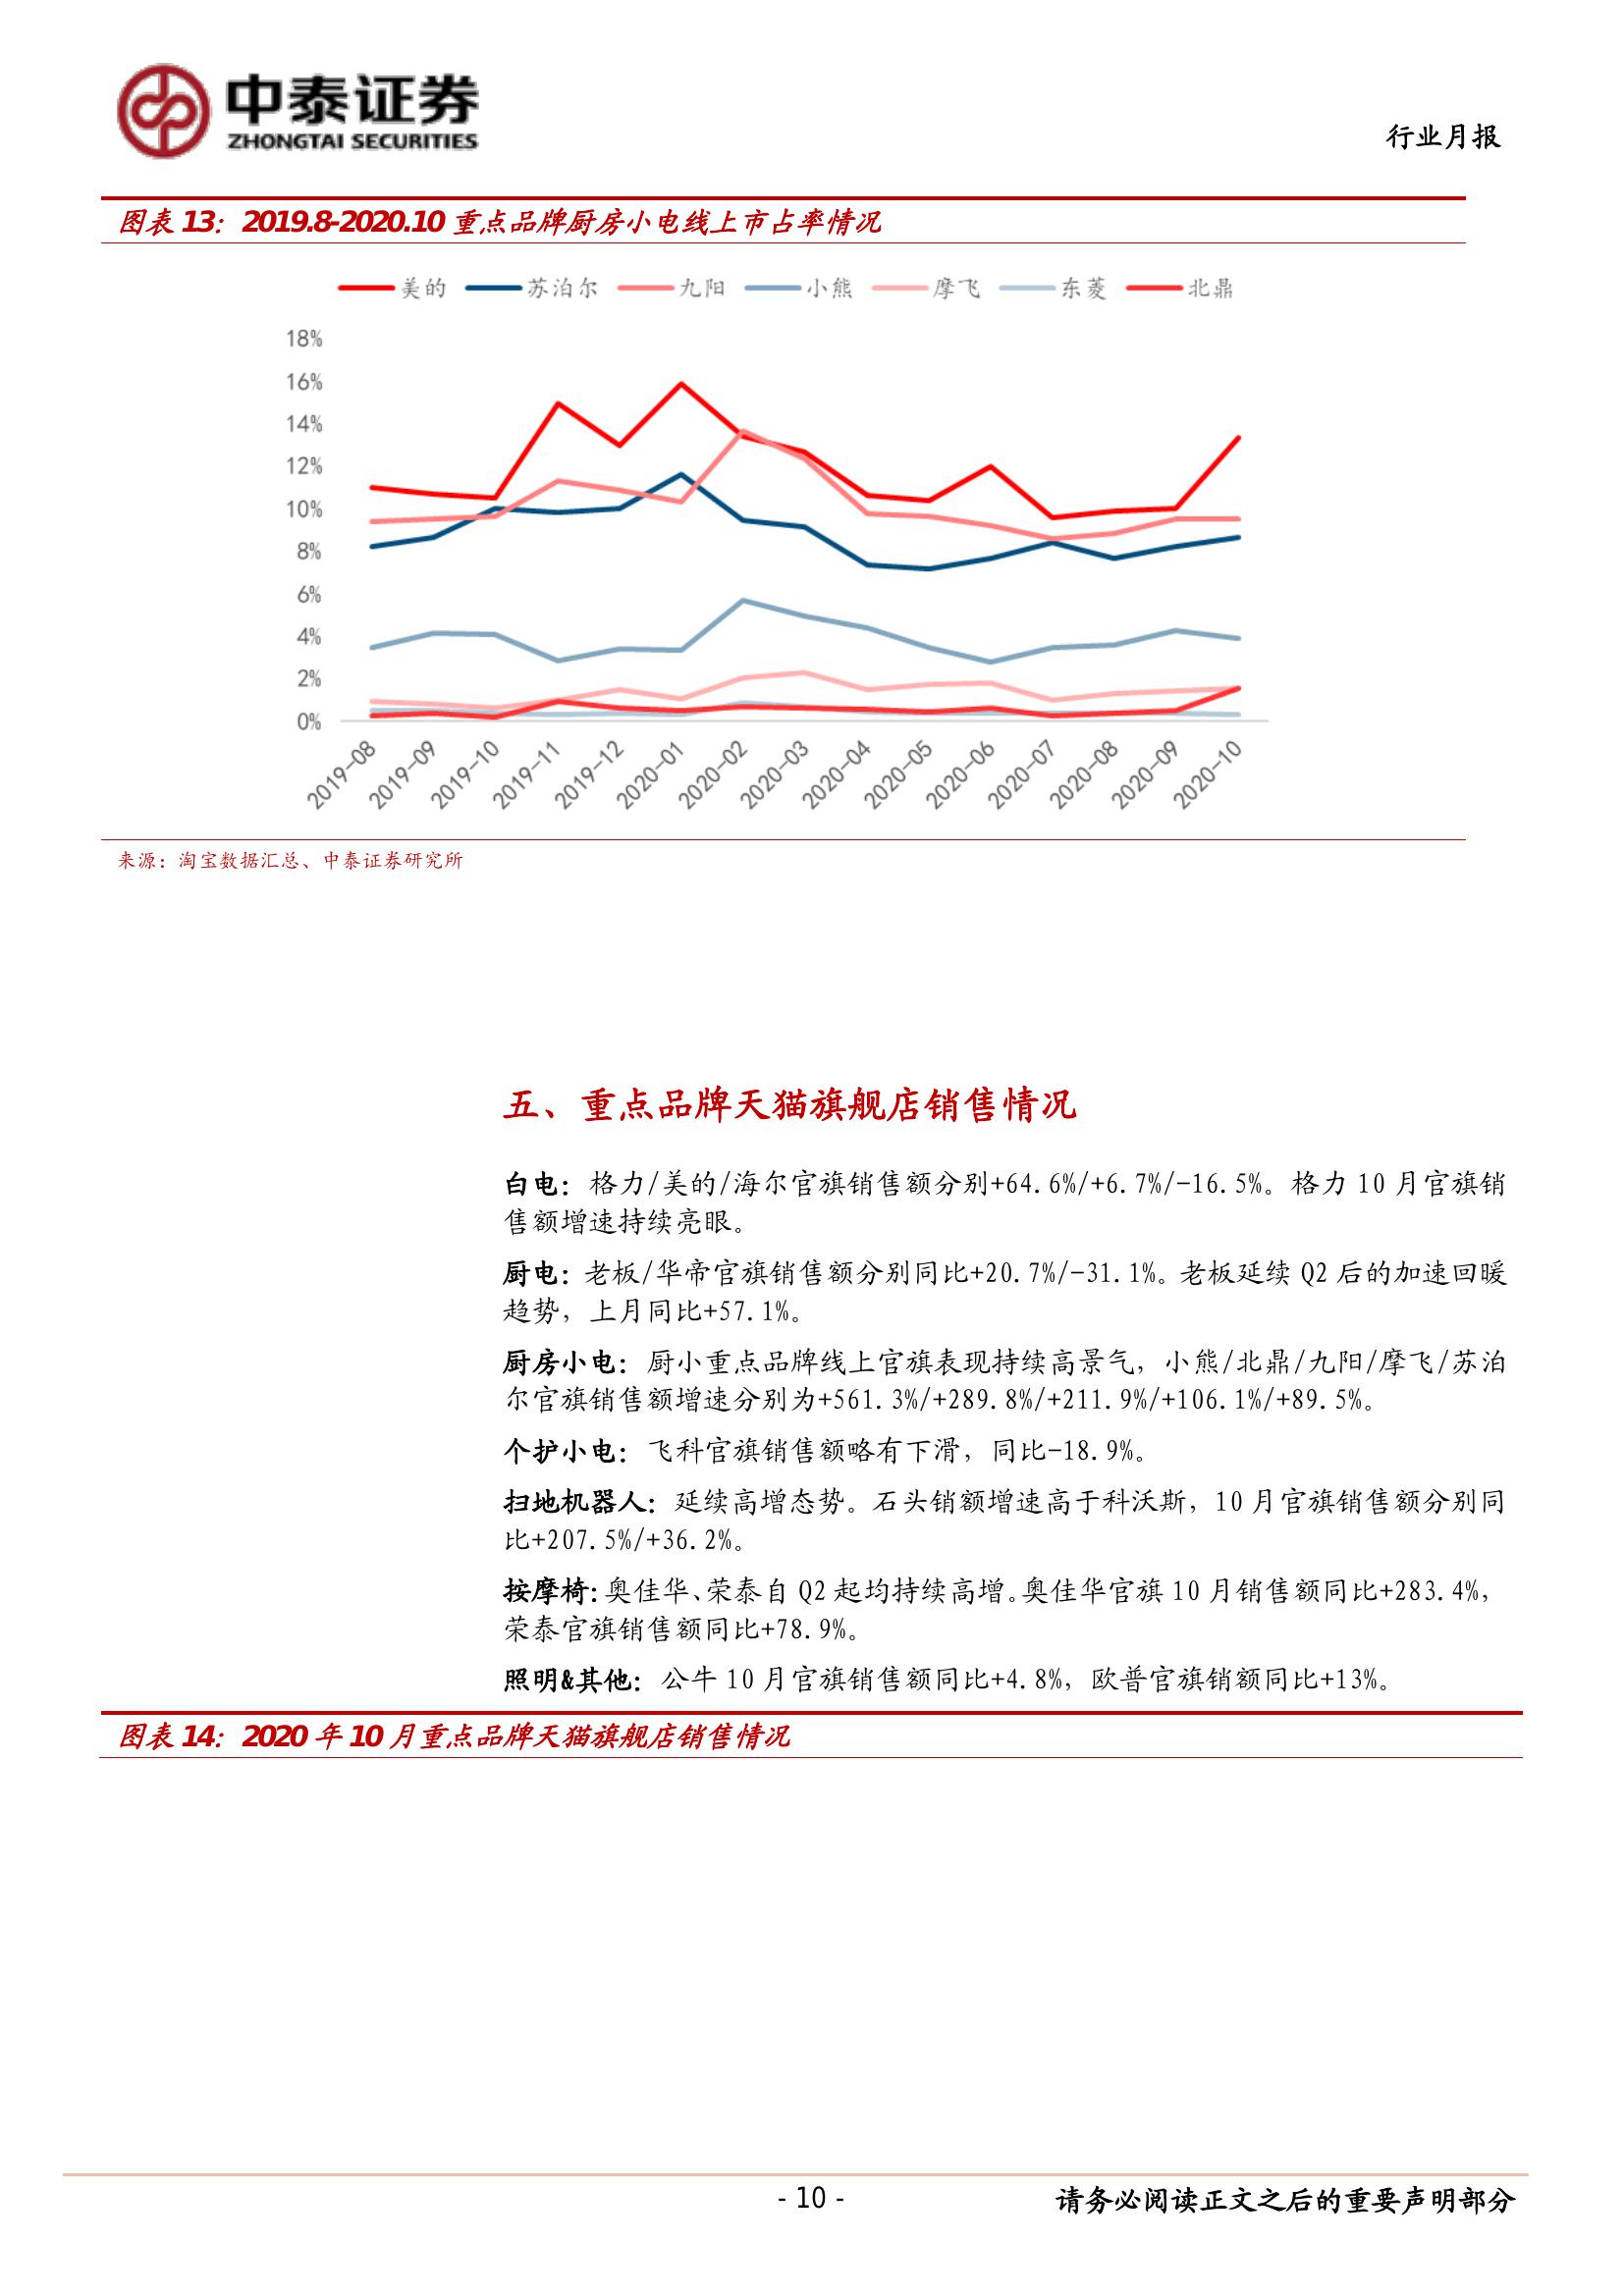 中泰证券
ZHONGTAI SECURITIES
行业月报
图表 13：2019.8-2020.10 重点品牌厨房小电线上市占率情况
美的 苏泊尔 九阳 小熊 摩飞 东菱 北鼎
18%
16%
14%
12%
10%
8%
6%
4%
2%
0%
2019-08 2019-09 2019-10 2019-11 2019-12 2020-01 2020-02 2020-03 2020-04 2020-05 2020-06 2020-07 2020-08 2020-09 2020-10
来源：淘宝数据汇总、中泰证券研究所
五、重点品牌天猫旗舰店销售情况
白电：格力/美的/海尔官旗销售额分别+64.6%/+6.7%/-16.5%。格力 10 月官旗销
售额增速持续亮眼。
厨电：老板/华帝官旗销售额分别同比+20.7%/-31.1%。老板延续 Q2 后的加速回暖
趋势，上月同比+57.1%。
厨房小电：厨小重点品牌线上官旗表现持续高景气，小熊/北鼎/九阳/摩飞/苏泊
尔官旗销售额增速分别为+561.3%/+289.8%/+211.9%/+106.1%/+89.5%。
个护小电：飞科官旗销售额略有下滑，同比-18.9%。
扫地机器人：延续高增态势。石头销额增速高于科沃斯，10 月官旗销售额分别同
比+207.5%/+36.2%。
按摩椅：奥佳华、荣泰自 Q2 起均持续高增。奥佳华官旗 10 月销售额同比+283.4%，
荣泰官旗销售额同比+78.9%。
照明&其他：公牛 10 月官旗销售额同比+4.8%，欧普官旗销额同比+13%。
图表 14：2020 年 10 月重点品牌天猫旗舰店销售情况
- 10 -
请务必阅读正文之后的重要声明部分